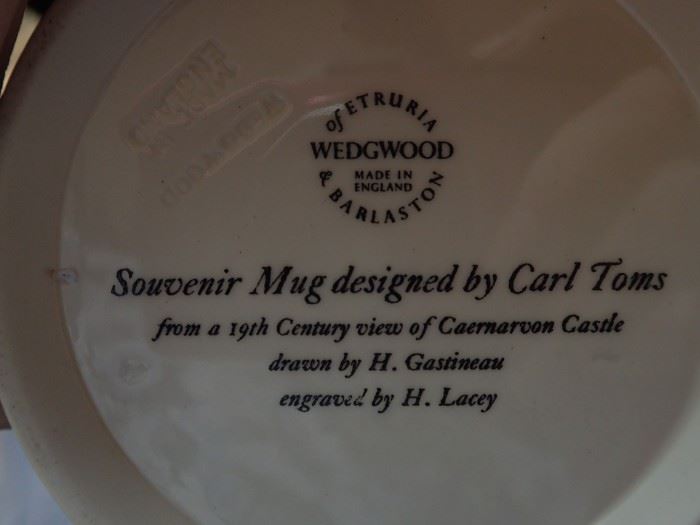 of ETRURIA
WEDGWOOD
MADE IN
ENGLAND
& BARLASTON
Souvenir Mug designed by Carl Toms
from a 19th Century view of Caernarvon Castle
drawn by H. Gastineau
engraved by H. Lacey